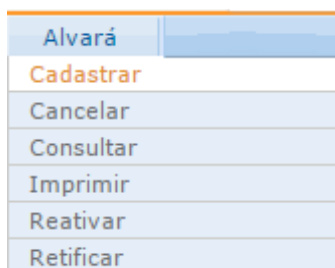 Alvará
Cadastrar
Cancelar
Consultar
Imprimir
Reativar
Retificar